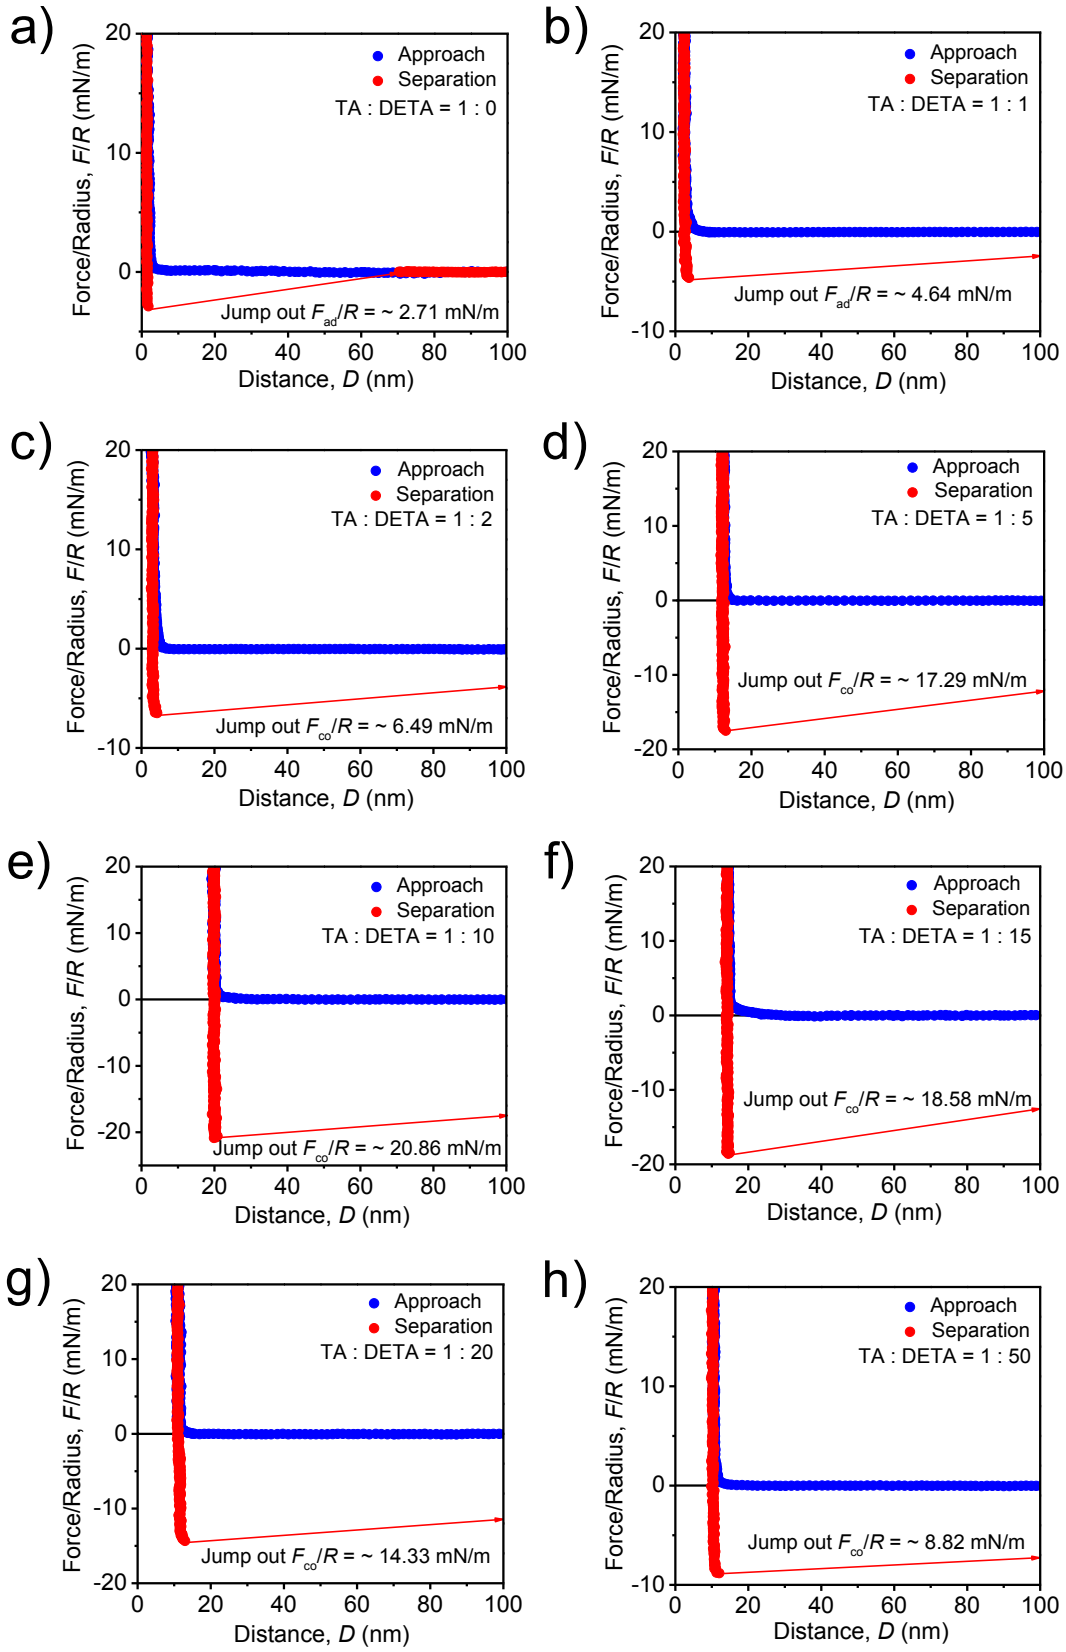 a)
20
10
0
Force/Radius, F/R (mN/m)
Approach
Separation
TA : DETA = 1 : 0
Jump out F_ad/R = ~ 2.71 mN/m
0 20 40 60 80 100
Distance, D (nm)
b)
20
10
0
-10
Force/Radius, F/R (mN/m)
Approach
Separation
TA : DETA = 1 : 1
Jump out F_ad/R = ~ 4.64 mN/m
0 20 40 60 80 100
Distance, D (nm)
c)
20
10
0
-10
Force/Radius, F/R (mN/m)
Approach
Separation
TA : DETA = 1 : 2
Jump out F_co/R = ~ 6.49 mN/m
0 20 40 60 80 100
Distance, D (nm)
d)
20
10
0
-10
-20
Force/Radius, F/R (mN/m)
Approach
Separation
TA : DETA = 1 : 5
Jump out F_co/R = ~ 17.29 mN/m
0 20 40 60 80 100
Distance, D (nm)
e)
20
10
0
-10
-20
Force/Radius, F/R (mN/m)
Approach
Separation
TA : DETA = 1 : 10
Jump out F_co/R = ~ 20.86 mN/m
0 20 40 60 80 100
Distance, D (nm)
f)
20
10
0
-10
-20
Force/Radius, F/R (mN/m)
Approach
Separation
TA : DETA = 1 : 15
Jump out F_co/R = ~ 18.58 mN/m
0 20 40 60 80 100
Distance, D (nm)
g)
20
10
0
-10
-20
Force/Radius, F/R (mN/m)
Approach
Separation
TA : DETA = 1 : 20
Jump out F_co/R = ~ 14.33 mN/m
0 20 40 60 80 100
Distance, D (nm)
h)
20
10
0
-10
Force/Radius, F/R (mN/m)
Approach
Separation
TA : DETA = 1 : 50
Jump out F_co/R = ~ 8.82 mN/m
0 20 40 60 80 100
Distance, D (nm)